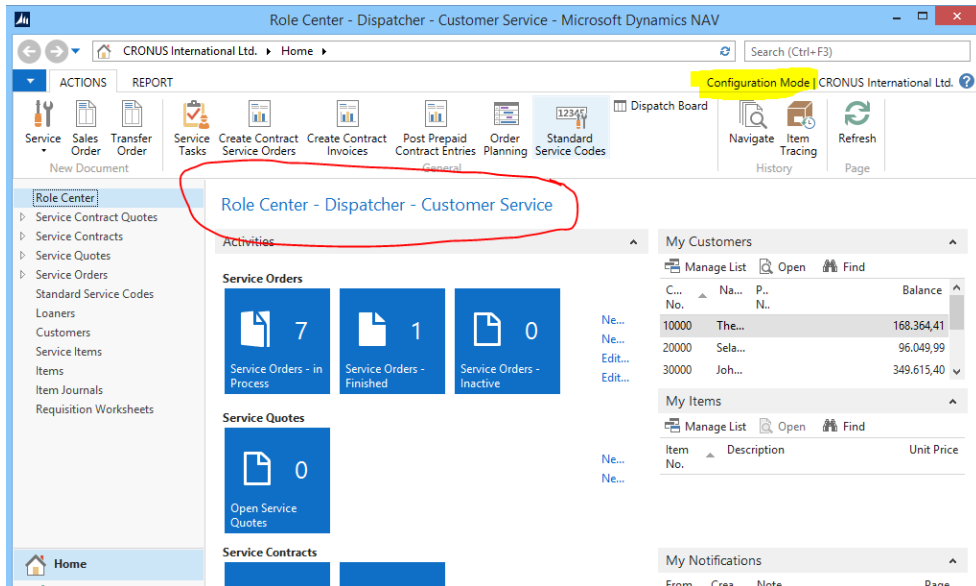 Role Center - Dispatcher - Customer Service - Microsoft Dynamics NAV
CRONUS International Ltd. Home
Search (Ctrl+F3)
ACTIONS REPORT
Configuration Mode | CRONUS International Ltd.
Service
Sales Order
Transfer Order
New Document
Service Tasks
Create Contract Service Orders
Create Contract Invoices
Post Prepaid Contract Entries
Order Planning
12345
Standard Service Codes
Dispatch Board
General
Navigate
Item Tracing
History
Refresh
Page
Role Center
Service Contract Quotes
Service Contracts
Service Quotes
Service Orders
Standard Service Codes
Loaners
Customers
Service Items
Items
Item Journals
Requisition Worksheets
Home
Role Center - Dispatcher - Customer Service
Activities
Service Orders
7
Service Orders - in Process
1
Service Orders - Finished
0
Service Orders - Inactive
Ne...
Ne...
Edit...
Edit...
Service Quotes
0
Open Service Quotes
Ne...
Ne...
Service Contracts
My Customers
Manage List Open Find
C... No. Na... P.. N.. Balance
10000 The... 168.364,41
20000 Sela... 96.049,99
30000 Joh... 349.615,40
My Items
Manage List Open Find
Item No. Description Unit Price
My Notifications
From Crea... Note Page